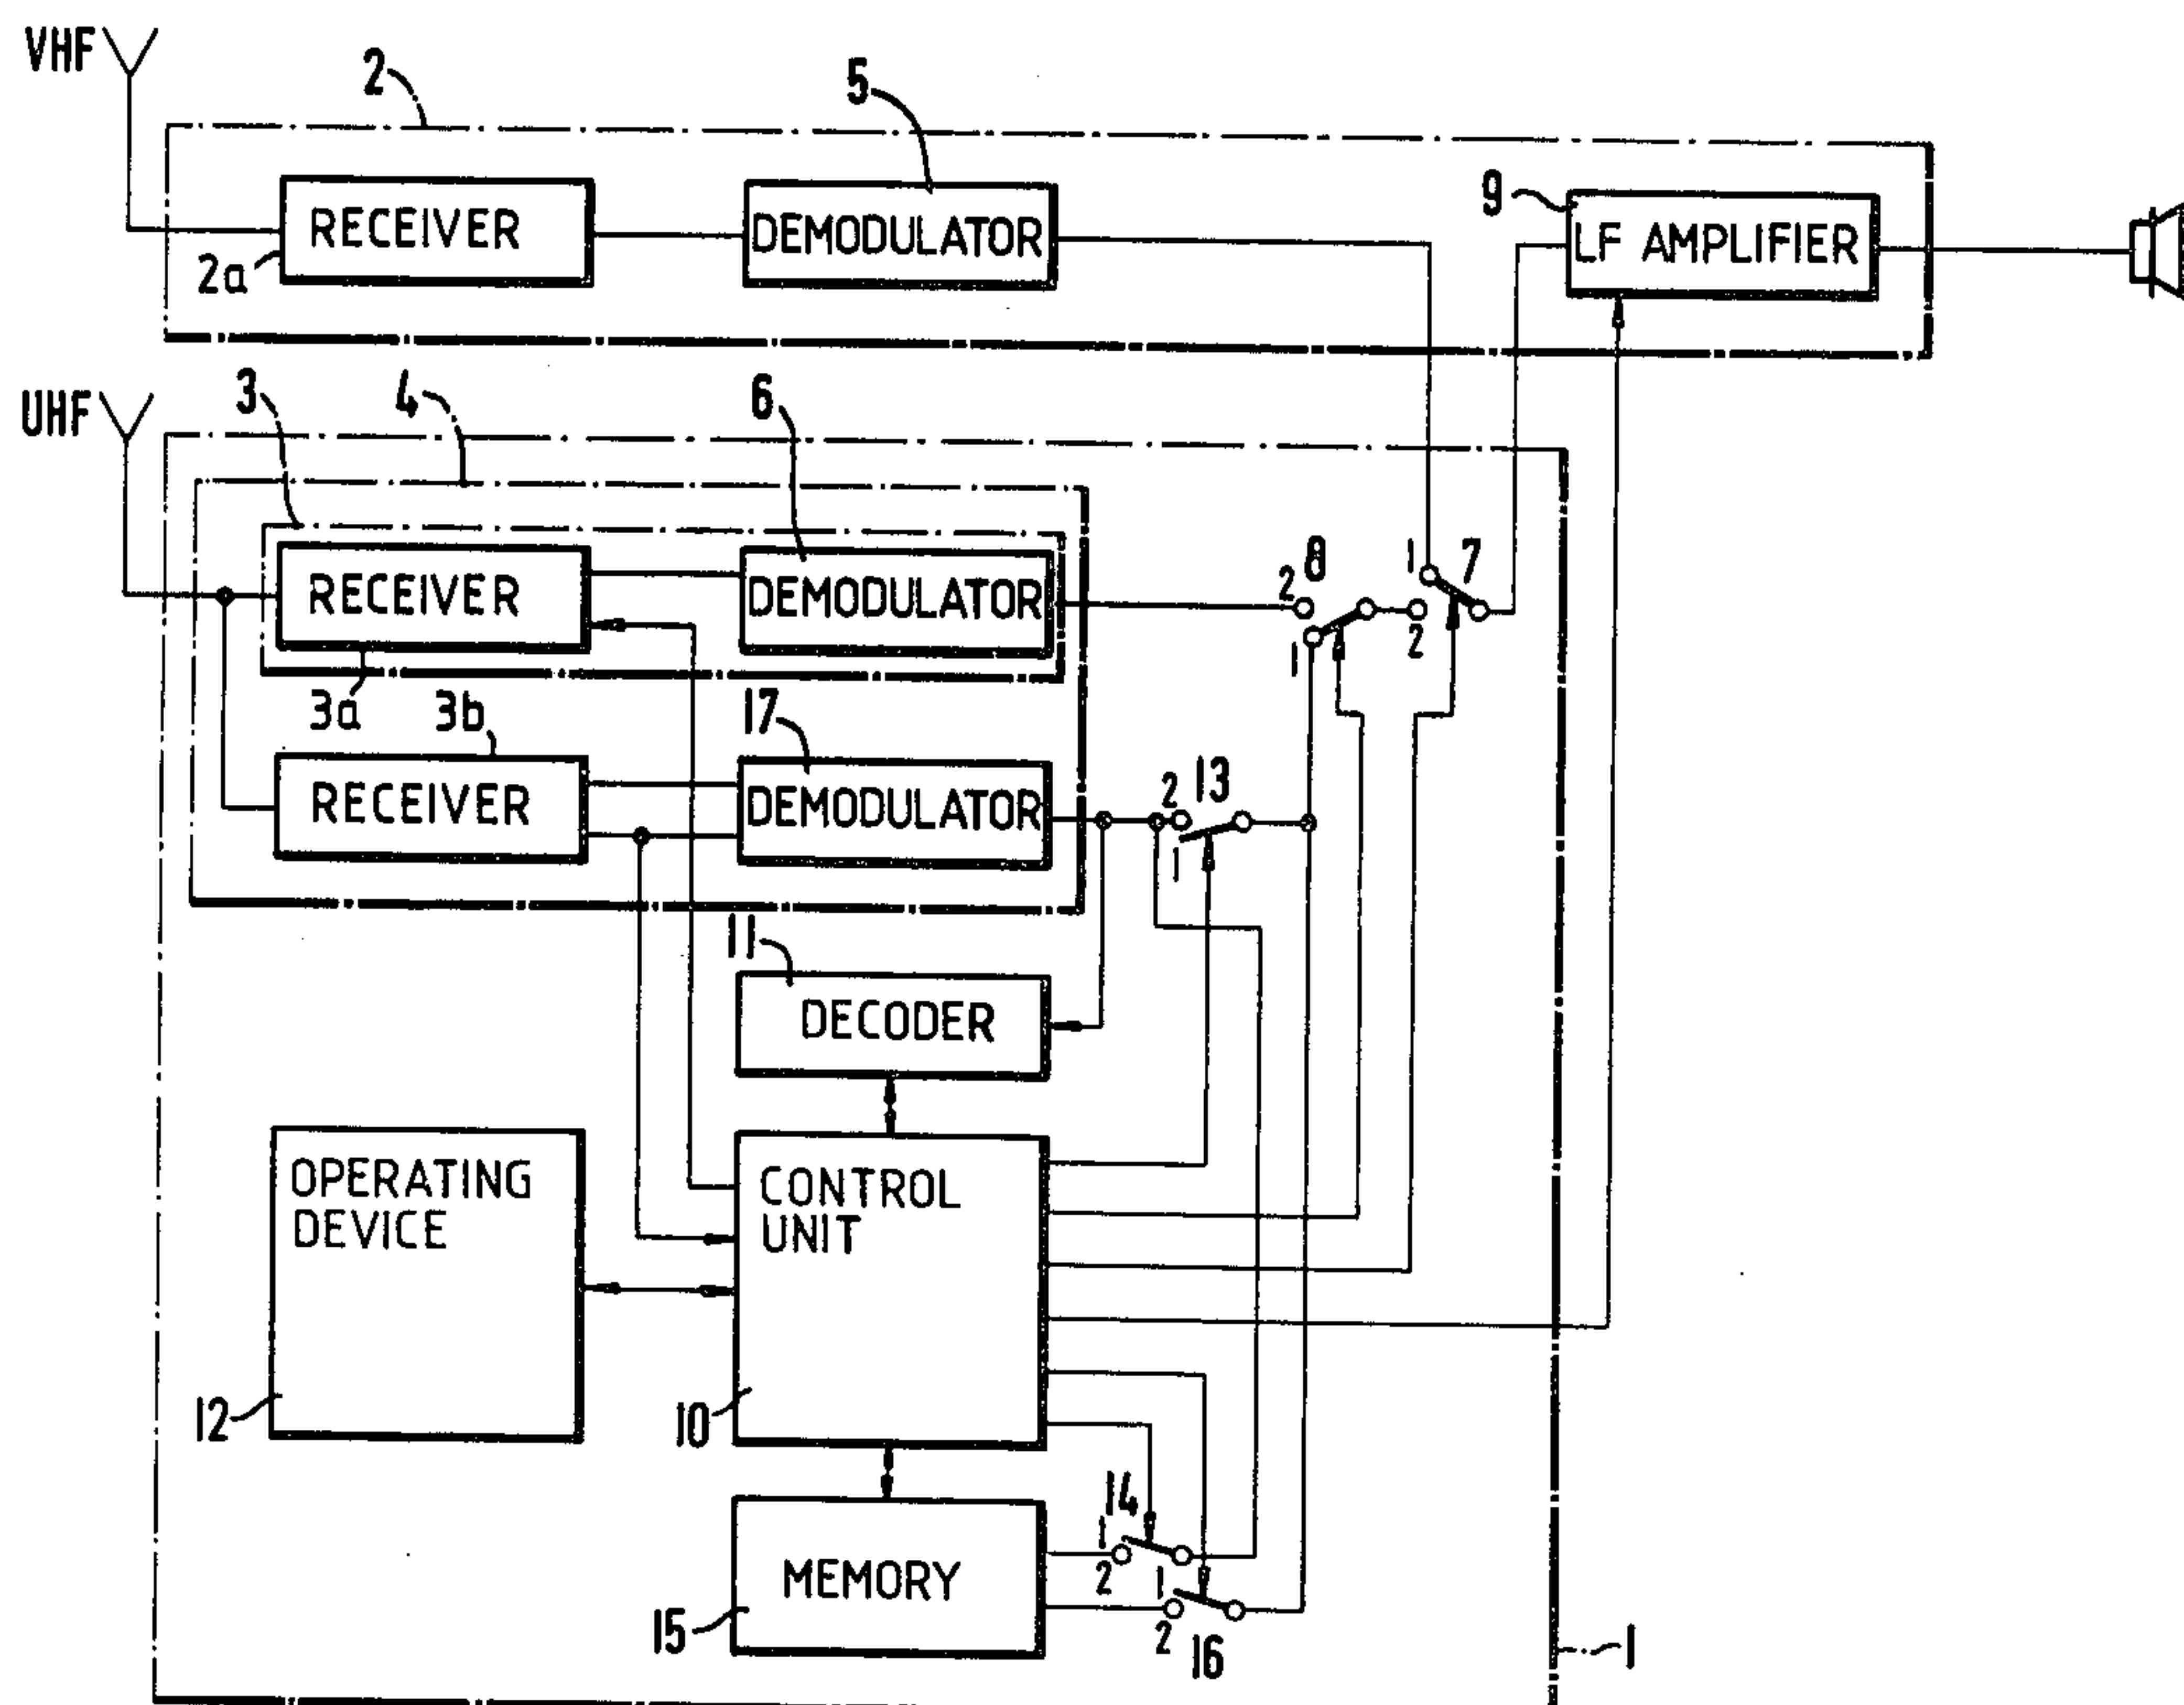 VHF
2
5
RECEIVER
DEMODULATOR
9
LF AMPLIFIER
2a
UHF
3
4
6
RECEIVER
DEMODULATOR
2
8
1
7
1
2
3a
3b
17
RECEIVER
DEMODULATOR
2
13
1
11
DECODER
OPERATING
DEVICE
CONTROL
UNIT
12
10
14
1
2
MEMORY
1
15
2
16
1